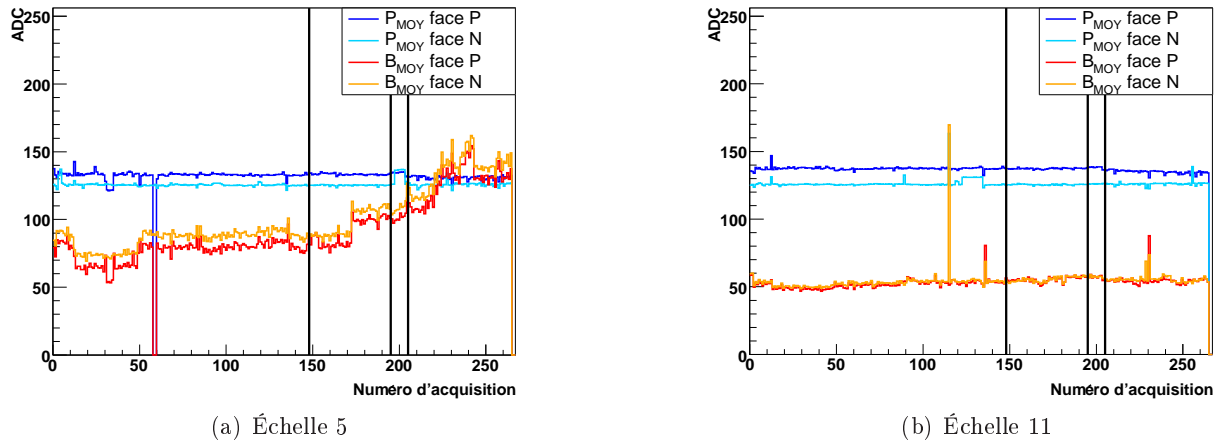 ADC
250
200
150
100
50
0
P_MOY face P
P_MOY face N
B_MOY face P
B_MOY face N
0 50 100 150 200 250
Numéro d'acquisition
(a) Échelle 5
ADC
250
200
150
100
50
0
P_MOY face P
P_MOY face N
B_MOY face P
B_MOY face N
0 50 100 150 200 250
Numéro d'acquisition
(b) Échelle 11